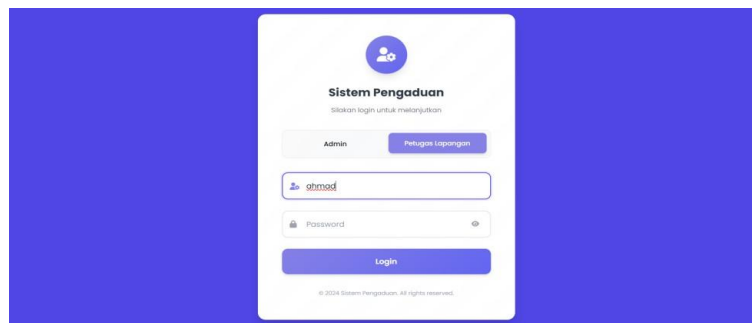 Sistem Pengaduan
Silakan login untuk melanjutkan
Admin Petugas Lapangan
ahmad
Password
Login
© 2024 Sistem Pengaduan. All rights reserved.